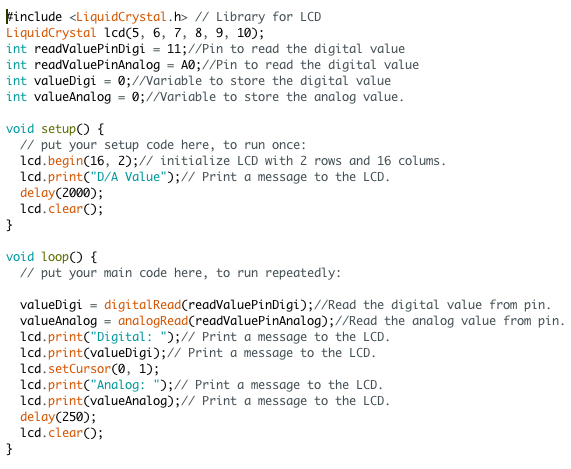 #include <LiquidCrystal.h> // Library for LCD
LiquidCrystal lcd(5, 6, 7, 8, 9, 10);
int readValuePinDigi = 11;//Pin to read the digital value
int readValuePinAnalog = A0;//Pin to read the digital value
int valueDigi = 0;//Variable to store the digital value
int valueAnalog = 0;//Variable to store the analog value.

void setup() {
  // put your setup code here, to run once:
  lcd.begin(16, 2);// initialize LCD with 2 rows and 16 colums.
  lcd.print("D/A Value");// Print a message to the LCD.
  delay(2000);
  lcd.clear();
}

void loop() {
  // put your main code here, to run repeatedly:

  valueDigi = digitalRead(readValuePinDigi);//Read the digital value from pin.
  valueAnalog = analogRead(readValuePinAnalog);//Read the analog value from pin.
  lcd.print("Digital: ");// Print a message to the LCD.
  lcd.print(valueDigi);// Print a message to the LCD.
  lcd.setCursor(0, 1);
  lcd.print("Analog: ");// Print a message to the LCD.
  lcd.print(valueAnalog);// Print a message to the LCD.
  delay(250);
  lcd.clear();
}